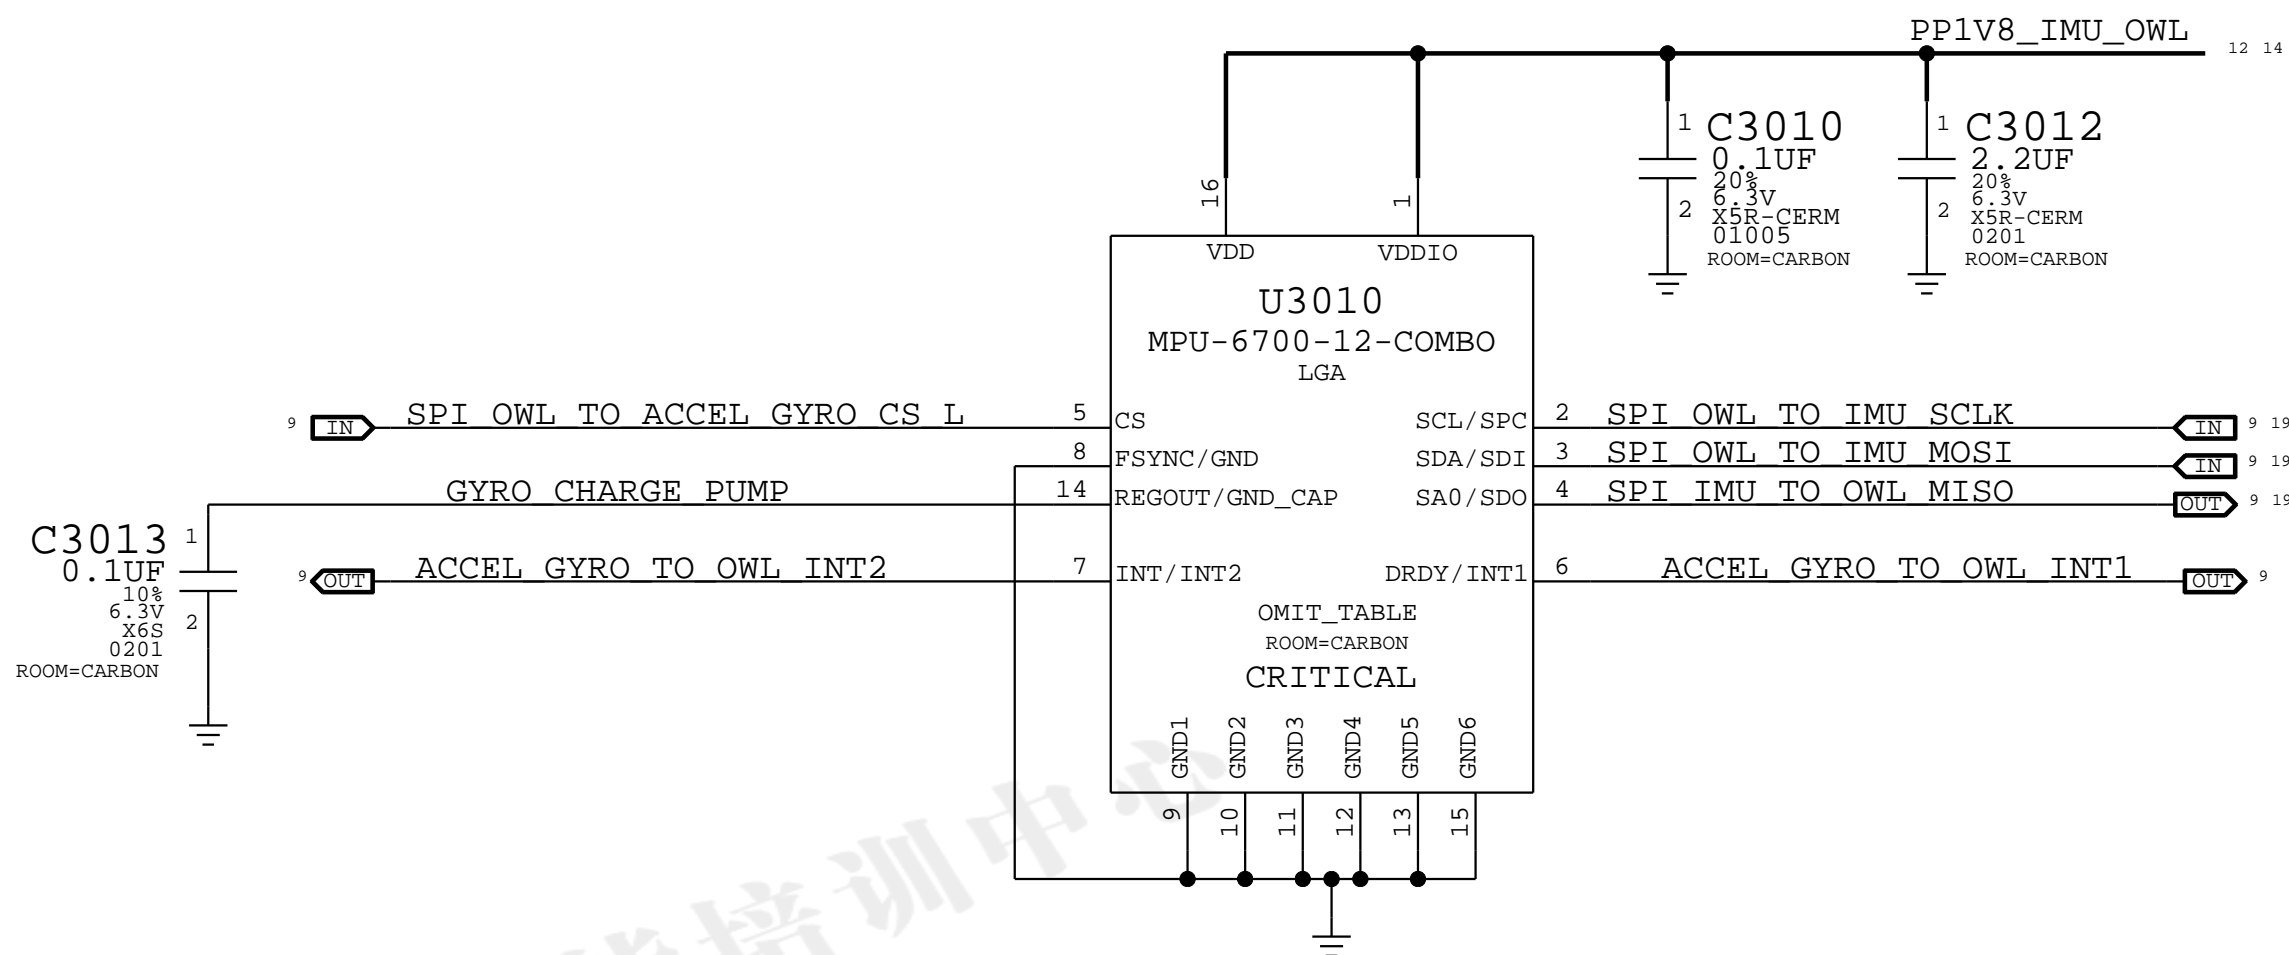 PP1V8_IMU_OWL
12 14
1
C3010
0.1UF
20%
6.3V
X5R-CERM
01005
ROOM=CARBON
2
1
C3012
2.2UF
20%
6.3V
X5R-CERM
0201
ROOM=CARBON
2
16
1
VDD
VDDIO
U3010
MPU-6700-12-COMBO
LGA
9 IN SPI_OWL_TO_ACCEL_GYRO_CS_L 5 CS
SCL/SPC 2 SPI_OWL_TO_IMU_SCLK IN 9 19
8 FSYNC/GND
SDA/SDI 3 SPI_OWL_TO_IMU_MOSI IN 9 19
GYRO_CHARGE_PUMP 14 REGOUT/GND_CAP
SA0/SDO 4 SPI_IMU_TO_OWL_MISO OUT 9 19
C3013
1
0.1UF
10%
6.3V
X6S
2
0201
ROOM=CARBON
9 OUT ACCEL_GYRO_TO_OWL_INT2 7 INT/INT2
DRDY/INT1 6 ACCEL_GYRO_TO_OWL_INT1 OUT 9
OMIT_TABLE
ROOM=CARBON
CRITICAL
GND1 GND2 GND3 GND4 GND5 GND6
9 10 11 12 13 15
培训中心